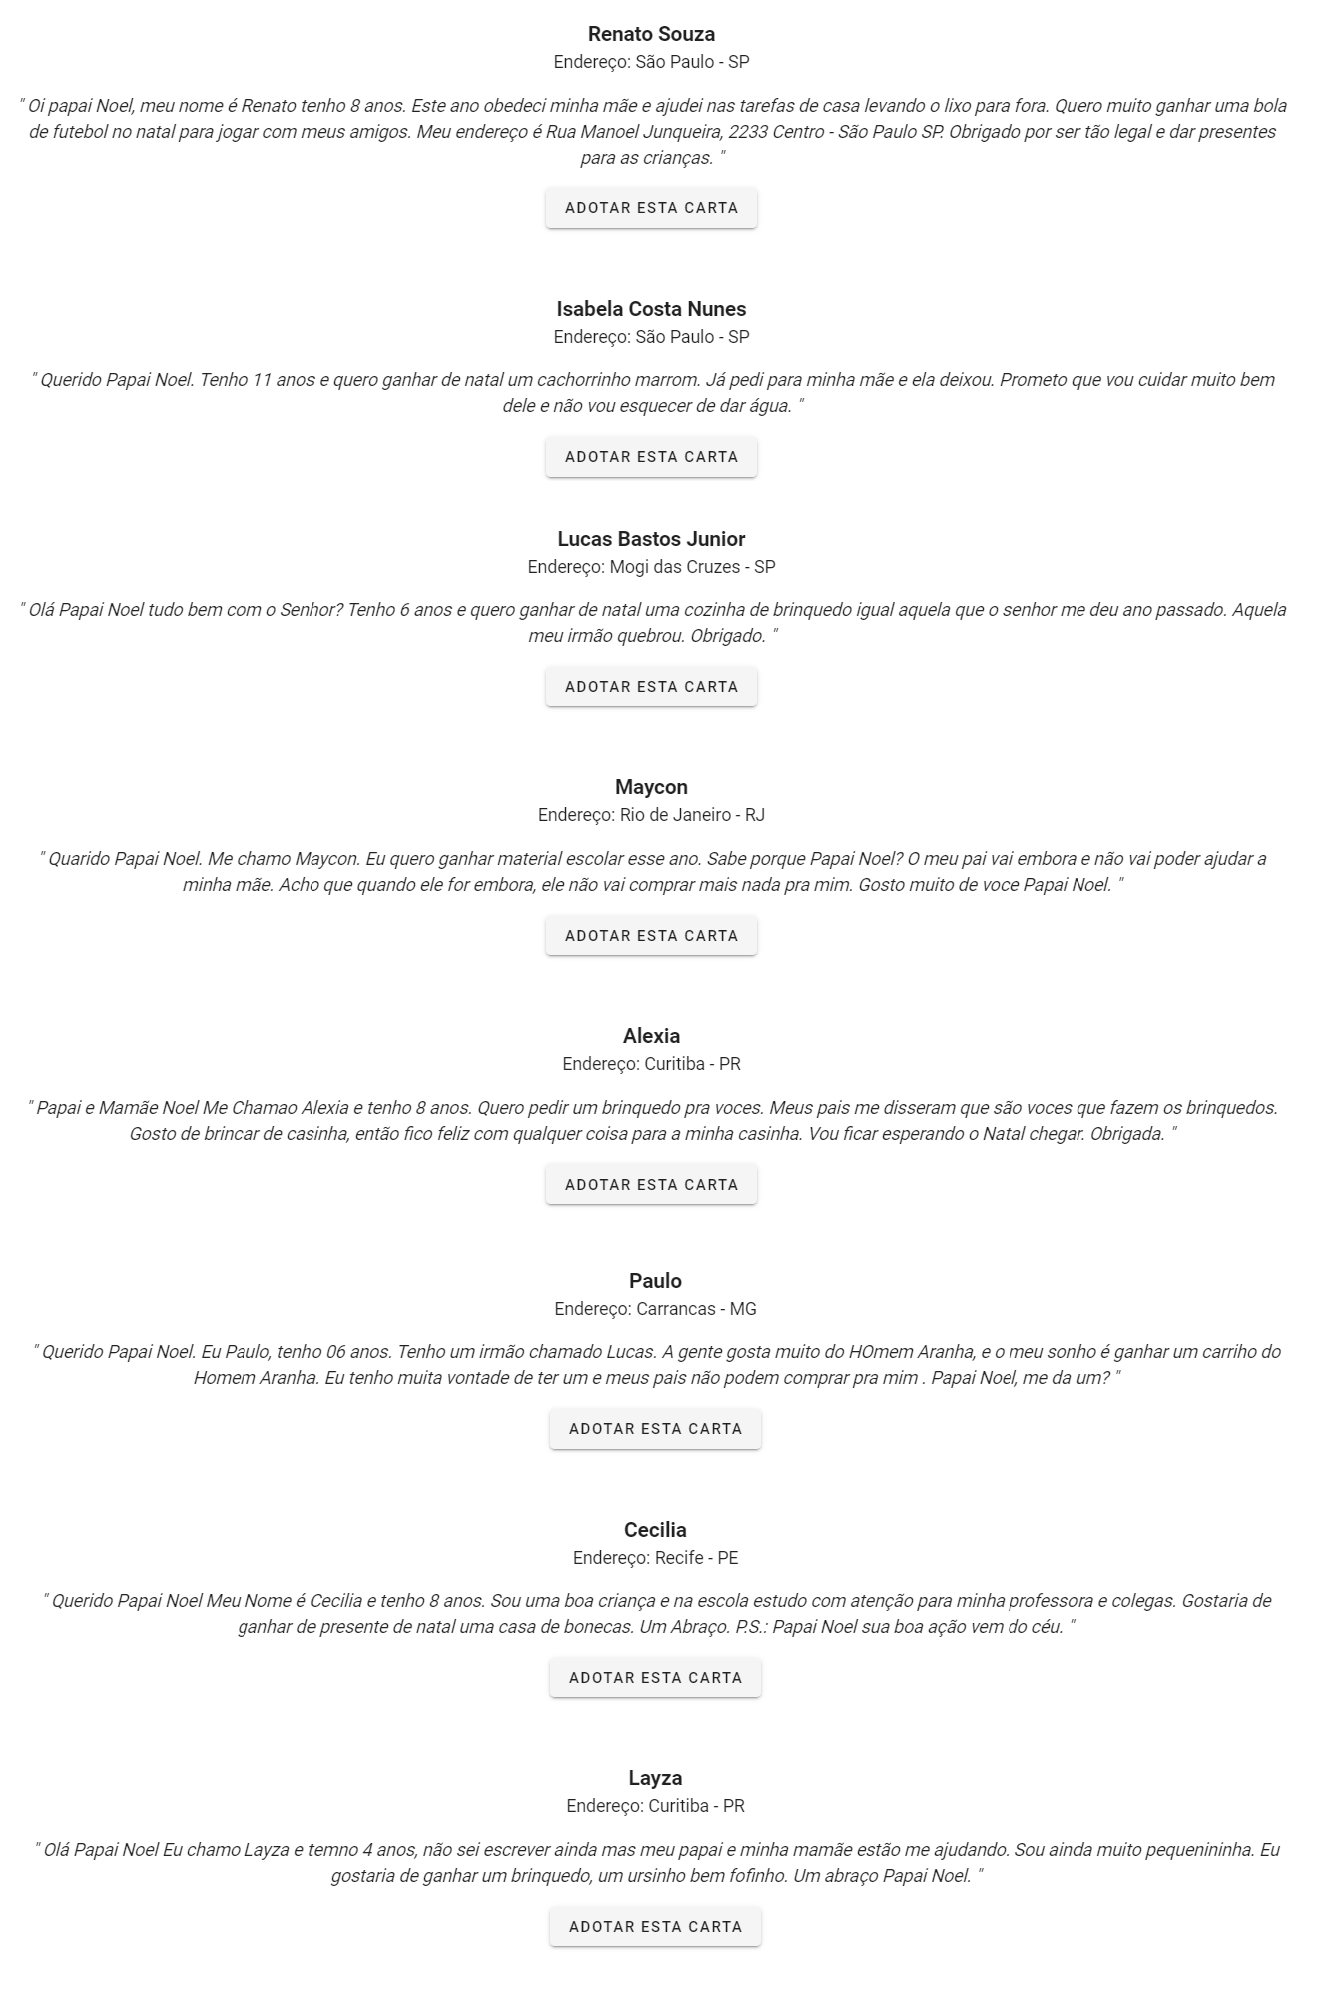 Renato Souza
Endereço: São Paulo - SP
" Oi papai Noel, meu nome é Renato tenho 8 anos. Este ano obedeci minha mãe e ajudei nas tarefas de casa levando o lixo para fora. Quero muito ganhar uma bola
de futebol no natal para jogar com meus amigos. Meu endereço é Rua Manoel Junqueira, 2233 Centro - São Paulo SP. Obrigado por ser tão legal e dar presentes
para as crianças. "
ADOTAR ESTA CARTA
Isabela Costa Nunes
Endereço: São Paulo - SP
" Querido Papai Noel. Tenho 11 anos e quero ganhar de natal um cachorrinho marrom. Já pedi para minha mãe e ela deixou. Prometo que vou cuidar muito bem
dele e não vou esquecer de dar água. "
ADOTAR ESTA CARTA
Lucas Bastos Junior
Endereço: Mogi das Cruzes - SP
" Olá Papai Noel tudo bem com o Senhor? Tenho 6 anos e quero ganhar de natal uma cozinha de brinquedo igual aquela que o senhor me deu ano passado. Aquela
meu irmão quebrou. Obrigado. "
ADOTAR ESTA CARTA
Maycon
Endereço: Rio de Janeiro - RJ
" Quarido Papai Noel. Me chamo Maycon. Eu quero ganhar material escolar esse ano. Sabe porque Papai Noel? O meu pai vai embora e não vai poder ajudar a
minha mãe. Acho que quando ele for embora, ele não vai comprar mais nada pra mim. Gosto muito de voce Papai Noel. "
ADOTAR ESTA CARTA
Alexia
Endereço: Curitiba - PR
" Papai e Mamãe Noel Me Chamao Alexia e tenho 8 anos. Quero pedir um brinquedo pra voces. Meus pais me disseram que são voces que fazem os brinquedos.
Gosto de brincar de casinha, então fico feliz com qualquer coisa para a minha casinha. Vou ficar esperando o Natal chegar. Obrigada. "
ADOTAR ESTA CARTA
Paulo
Endereço: Carrancas - MG
" Querido Papai Noel. Eu Paulo, tenho 06 anos. Tenho um irmão chamado Lucas. A gente gosta muito do HOmem Aranha, e o meu sonho é ganhar um carriho do
Homem Aranha. Eu tenho muita vontade de ter um e meus pais não podem comprar pra mim . Papai Noel, me da um? "
ADOTAR ESTA CARTA
Cecilia
Endereço: Recife - PE
" Querido Papai Noel Meu Nome é Cecilia e tenho 8 anos. Sou uma boa criança e na escola estudo com atenção para minha professora e colegas. Gostaria de
ganhar de presente de natal uma casa de bonecas. Um Abraço. P.S.: Papai Noel sua boa ação vem do céu. "
ADOTAR ESTA CARTA
Layza
Endereço: Curitiba - PR
" Olá Papai Noel Eu chamo Layza e temno 4 anos, não sei escrever ainda mas meu papai e minha mamãe estão me ajudando. Sou ainda muito pequenininha. Eu
gostaria de ganhar um brinquedo, um ursinho bem fofinho. Um abraço Papai Noel. "
ADOTAR ESTA CARTA